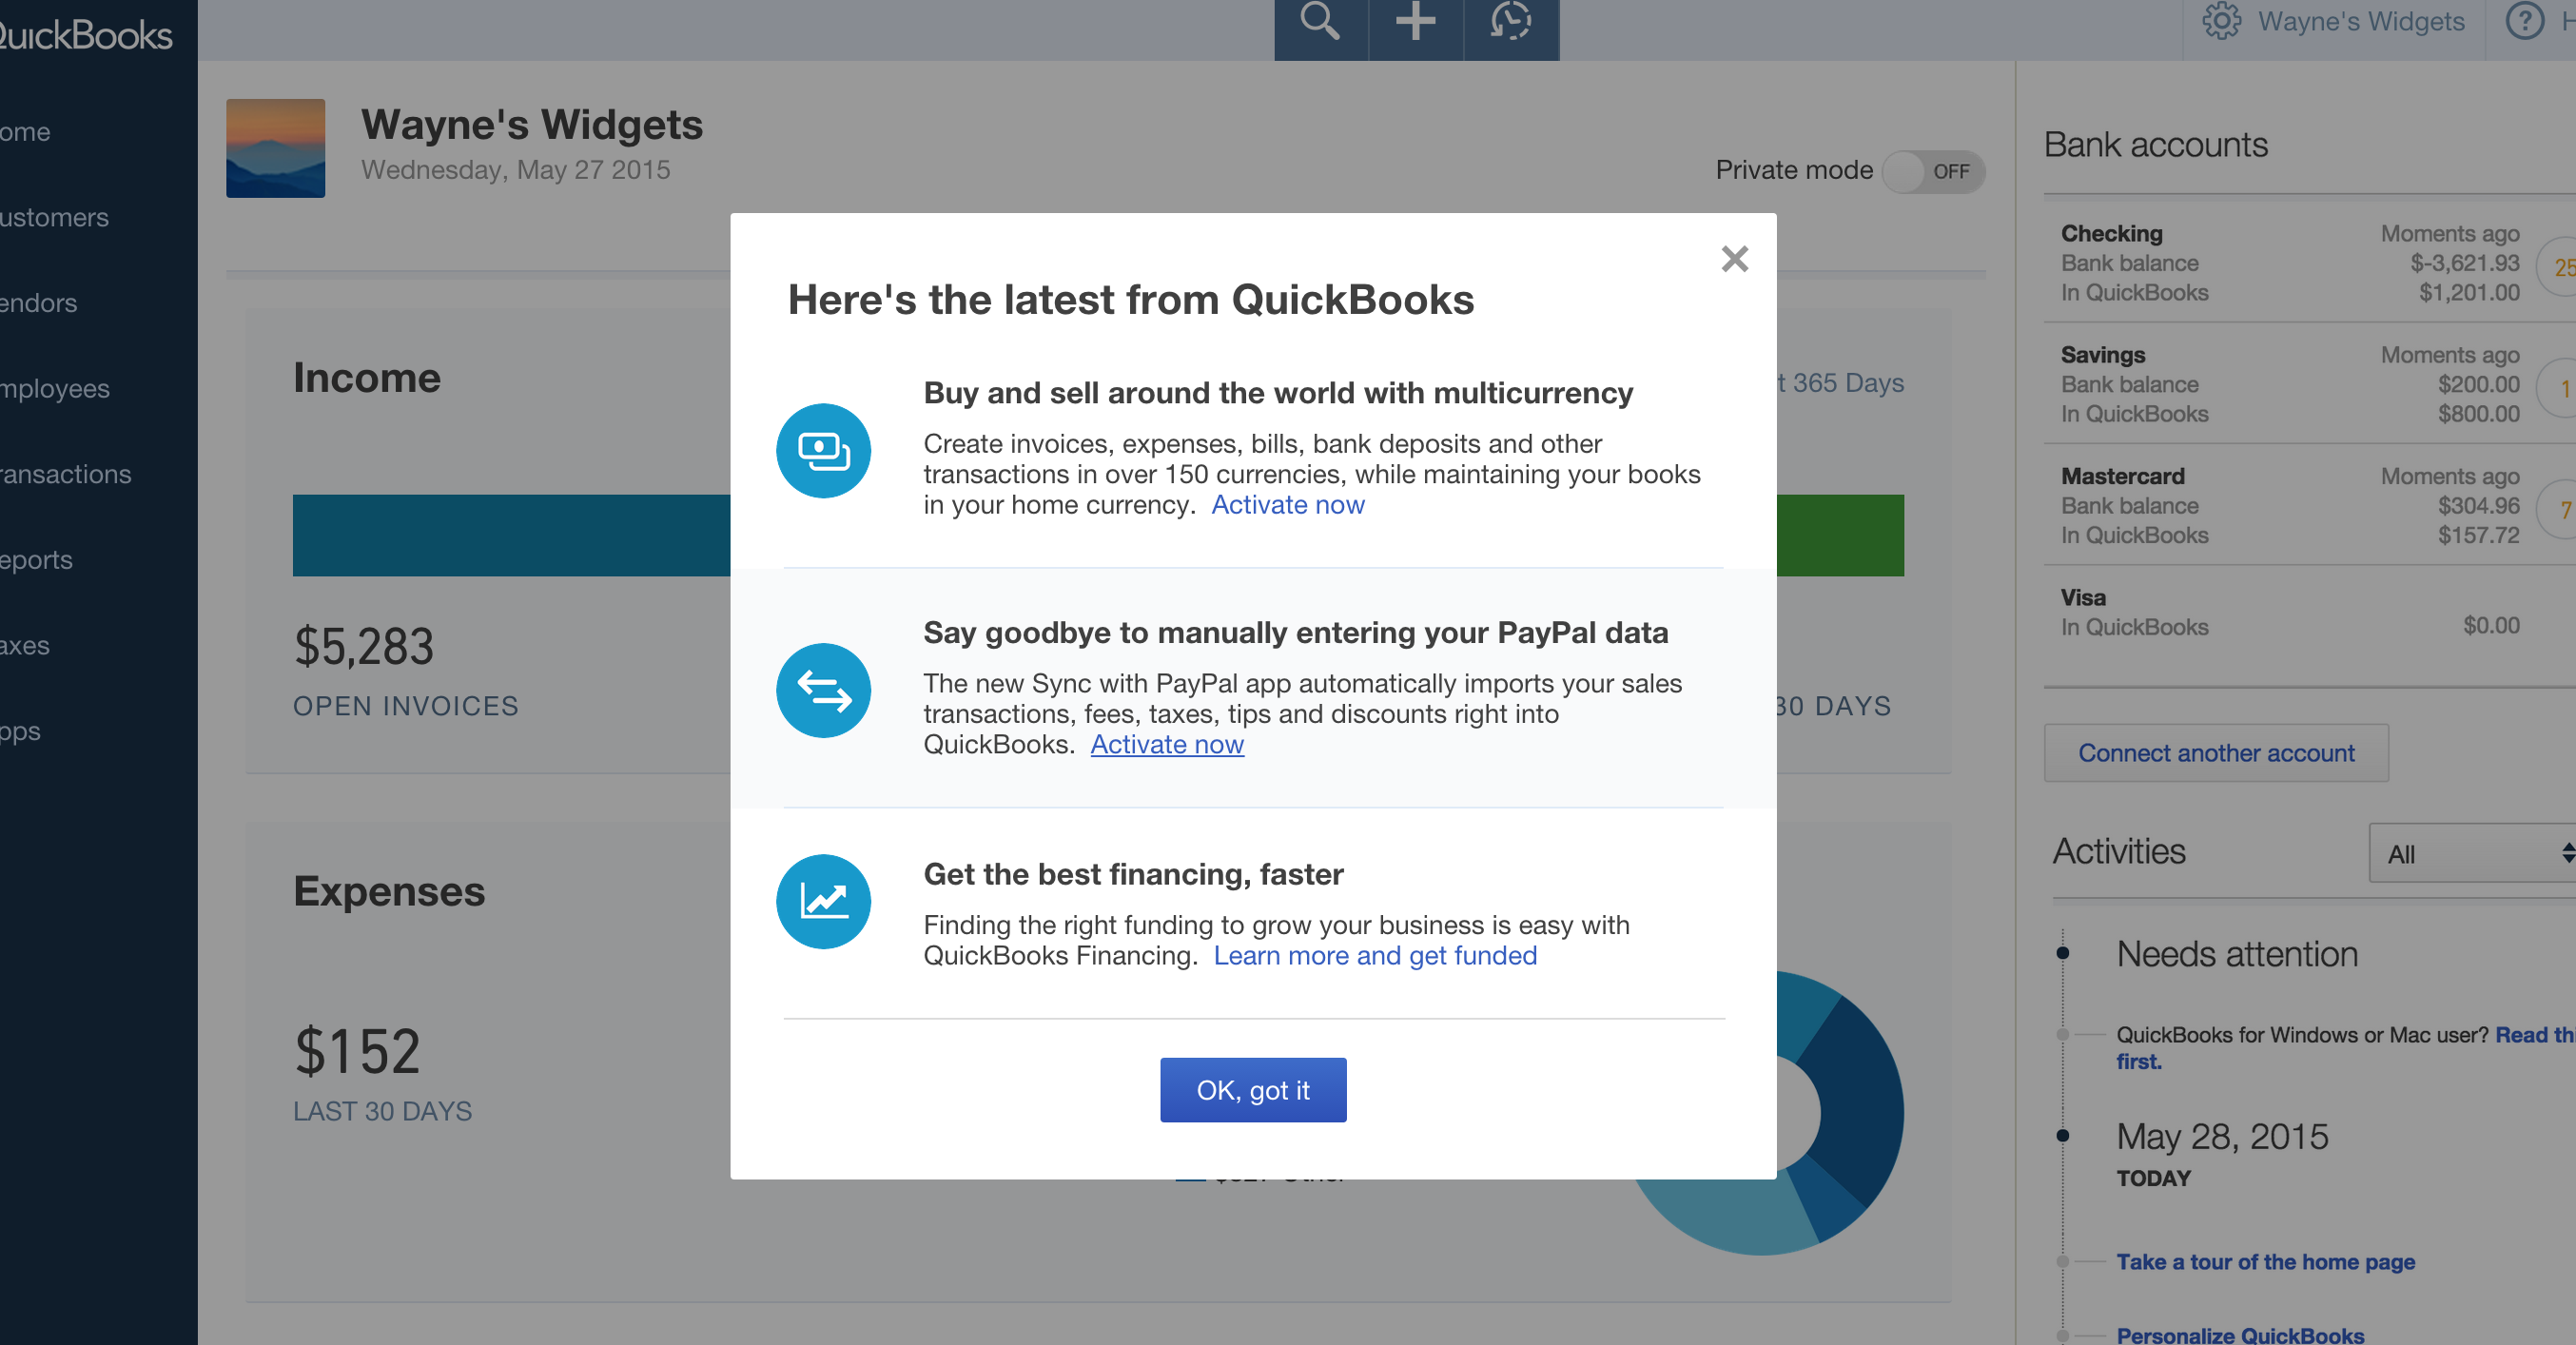 QuickBooks
Wayne's Widgets
ome
ustomers
endors
mployees
ransactions
eports
axes
pps
Wayne's Widgets
Wednesday, May 27 2015
Private mode OFF
Income
t 365 Days
$5,283
OPEN INVOICES
30 DAYS
Expenses
$152
LAST 30 DAYS
Here's the latest from QuickBooks
Buy and sell around the world with multicurrency
Create invoices, expenses, bills, bank deposits and other
transactions in over 150 currencies, while maintaining your books
in your home currency. Activate now
Say goodbye to manually entering your PayPal data
The new Sync with PayPal app automatically imports your sales
transactions, fees, taxes, tips and discounts right into
QuickBooks. Activate now
Get the best financing, faster
Finding the right funding to grow your business is easy with
QuickBooks Financing. Learn more and get funded
OK, got it
Bank accounts
Checking Moments ago
Bank balance $-3,621.93 25
In QuickBooks $1,201.00
Savings Moments ago
Bank balance $200.00 1
In QuickBooks $800.00
Mastercard Moments ago
Bank balance $304.96 7
In QuickBooks $157.72
Visa
In QuickBooks $0.00
Connect another account
Activities All
Needs attention
QuickBooks for Windows or Mac user? Read thi
first.
May 28, 2015
TODAY
Take a tour of the home page
Personalize QuickBooks